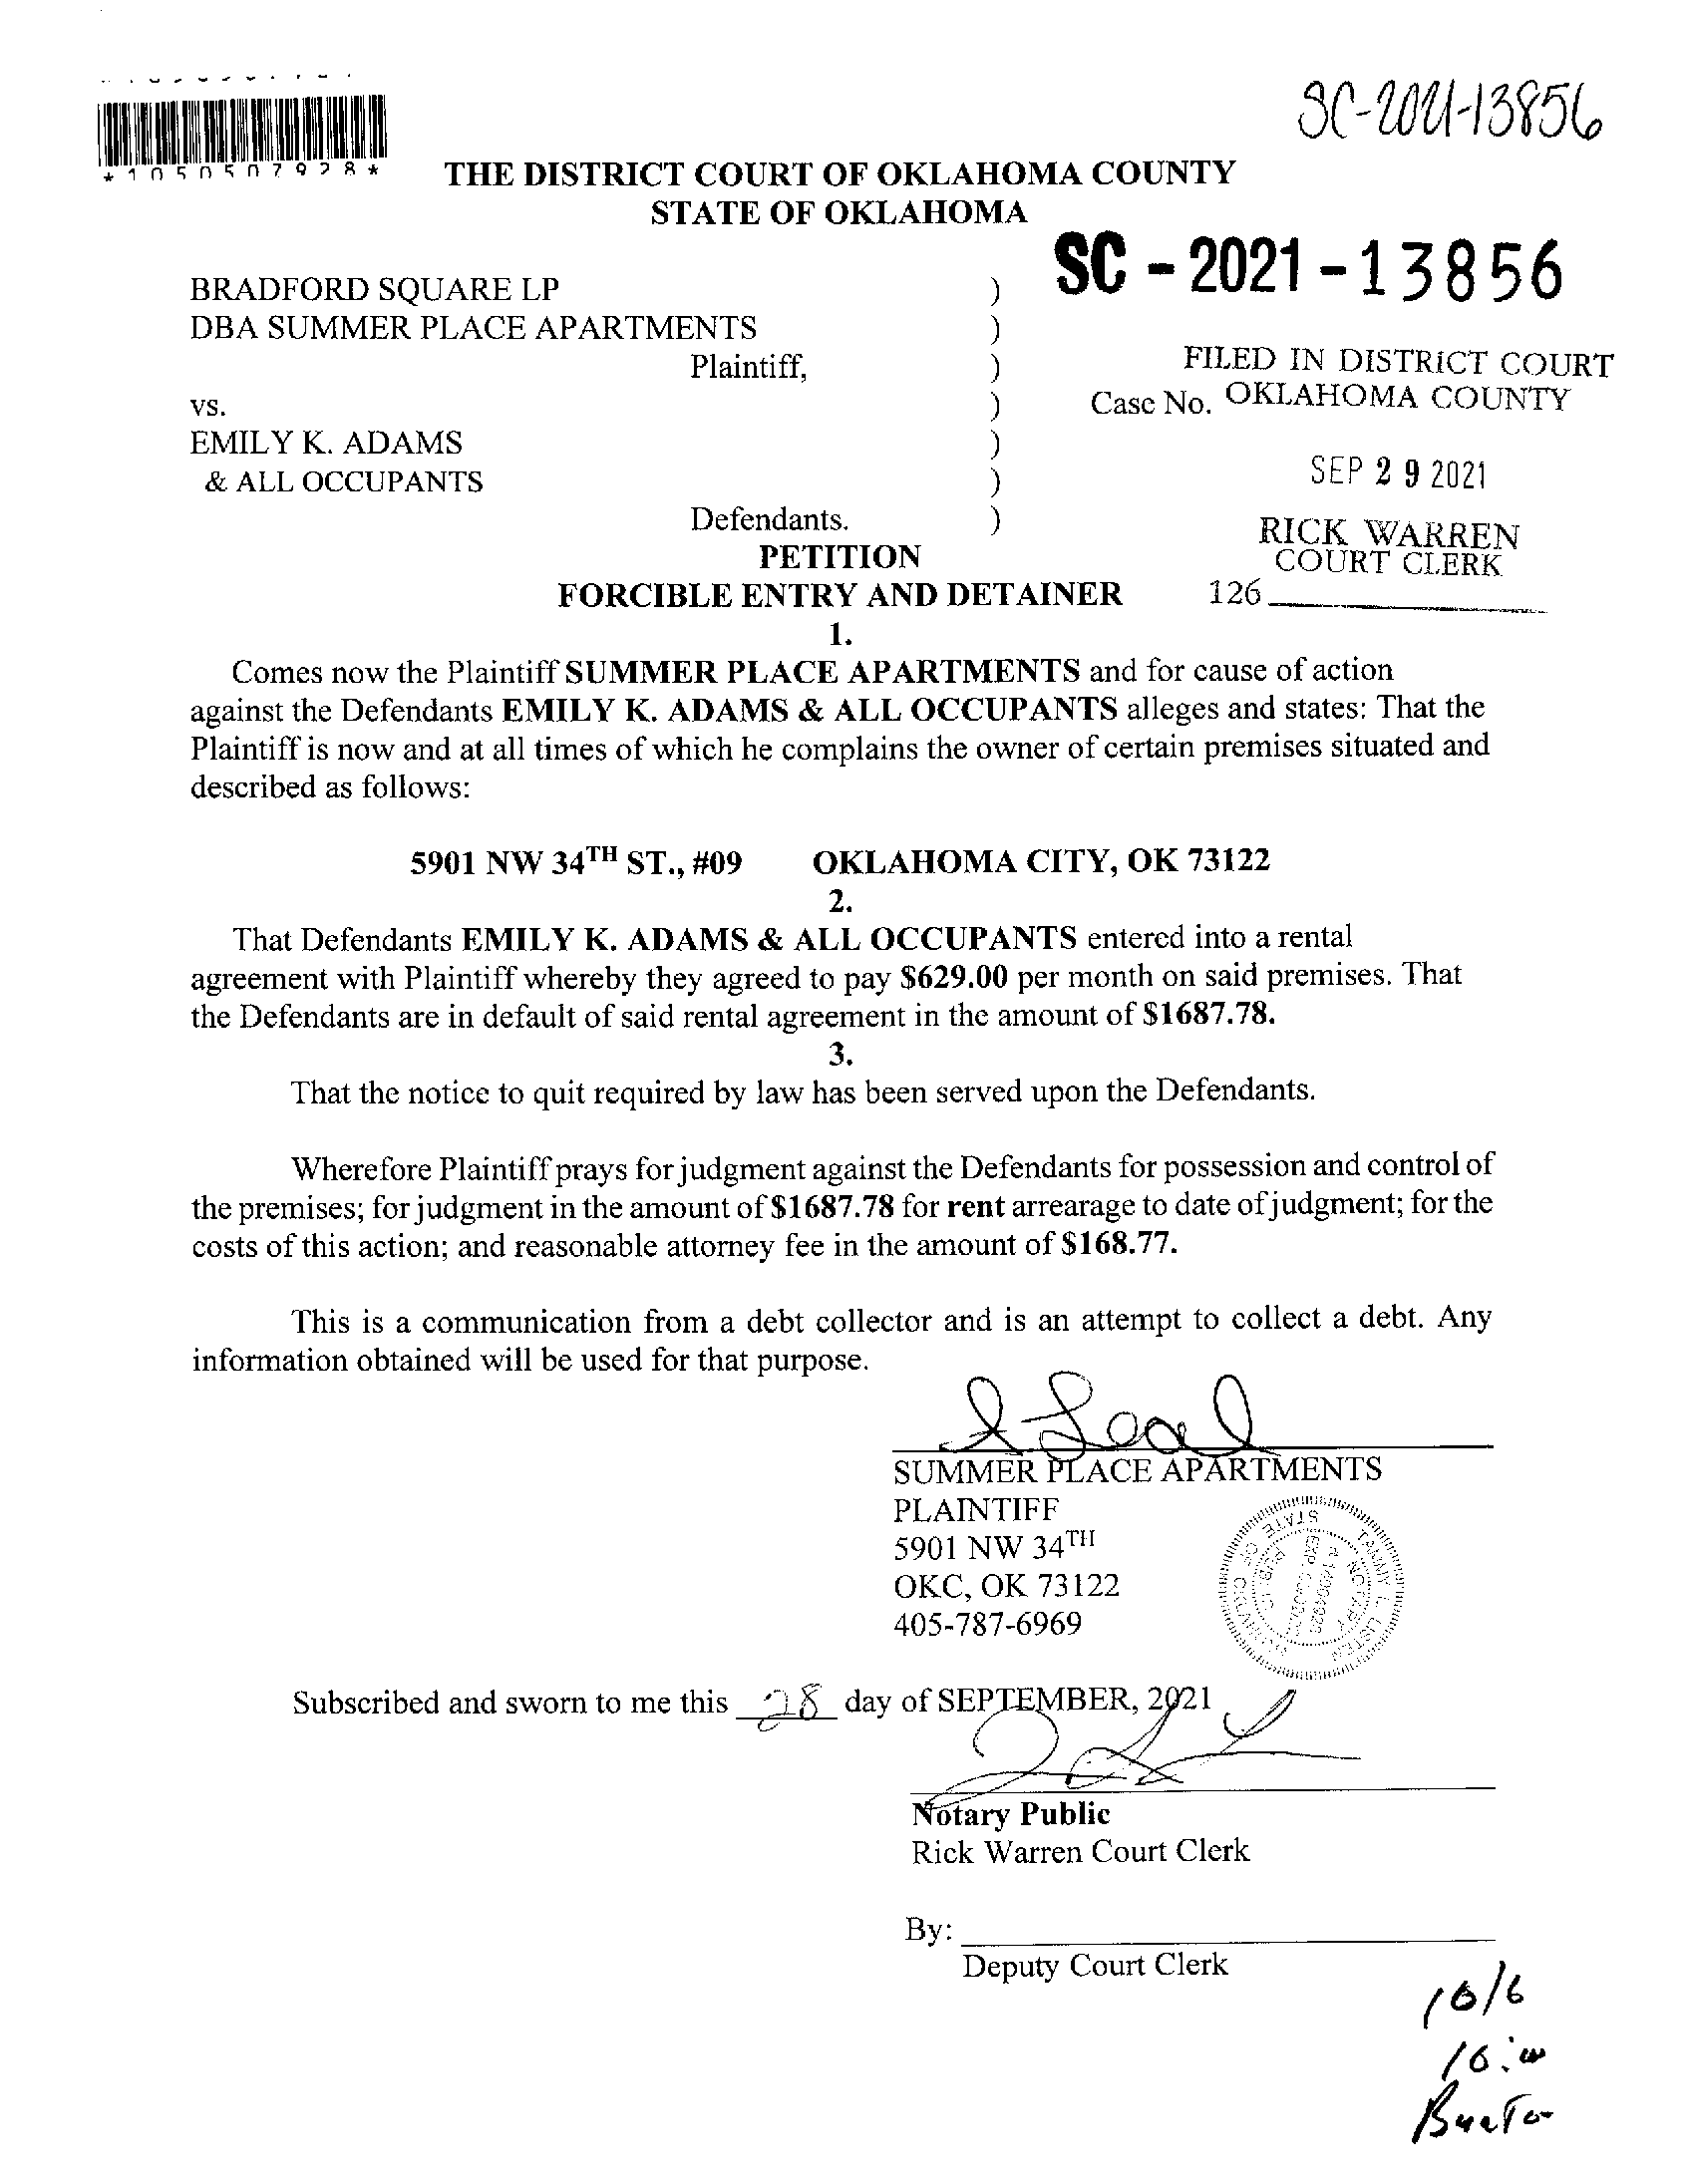 SC-2021-13856
*1050507928*
THE DISTRICT COURT OF OKLAHOMA COUNTY
STATE OF OKLAHOMA
SC - 2021 - 13856
BRADFORD SQUARE LP )
DBA SUMMER PLACE APARTMENTS )
Plaintiff, )
FILED IN DISTRICT COURT
vs. ) Case No. OKLAHOMA COUNTY
EMILY K. ADAMS )
& ALL OCCUPANTS )
SEP 29 2021
Defendants. )
RICK WARREN
COURT CLERK
PETITION
FORCIBLE ENTRY AND DETAINER
126
1.
Comes now the Plaintiff SUMMER PLACE APARTMENTS and for cause of action
against the Defendants EMILY K. ADAMS & ALL OCCUPANTS alleges and states: That the
Plaintiff is now and at all times of which he complains the owner of certain premises situated and
described as follows:
5901 NW 34TH ST., #09 OKLAHOMA CITY, OK 73122
2.
That Defendants EMILY K. ADAMS & ALL OCCUPANTS entered into a rental
agreement with Plaintiff whereby they agreed to pay $629.00 per month on said premises. That
the Defendants are in default of said rental agreement in the amount of $1687.78.
3.
That the notice to quit required by law has been served upon the Defendants.
Wherefore Plaintiff prays for judgment against the Defendants for possession and control of
the premises; for judgment in the amount of $1687.78 for rent arrearage to date of judgment; for the
costs of this action; and reasonable attorney fee in the amount of $168.77.
This is a communication from a debt collector and is an attempt to collect a debt. Any
information obtained will be used for that purpose.
SUMMER PLACE APARTMENTS
PLAINTIFF
5901 NW 34TH
OKC, OK 73122
405-787-6969
Subscribed and sworn to me this 28 day of SEPTEMBER, 2021
Notary Public
Rick Warren Court Clerk
By:
Deputy Court Clerk
10/6